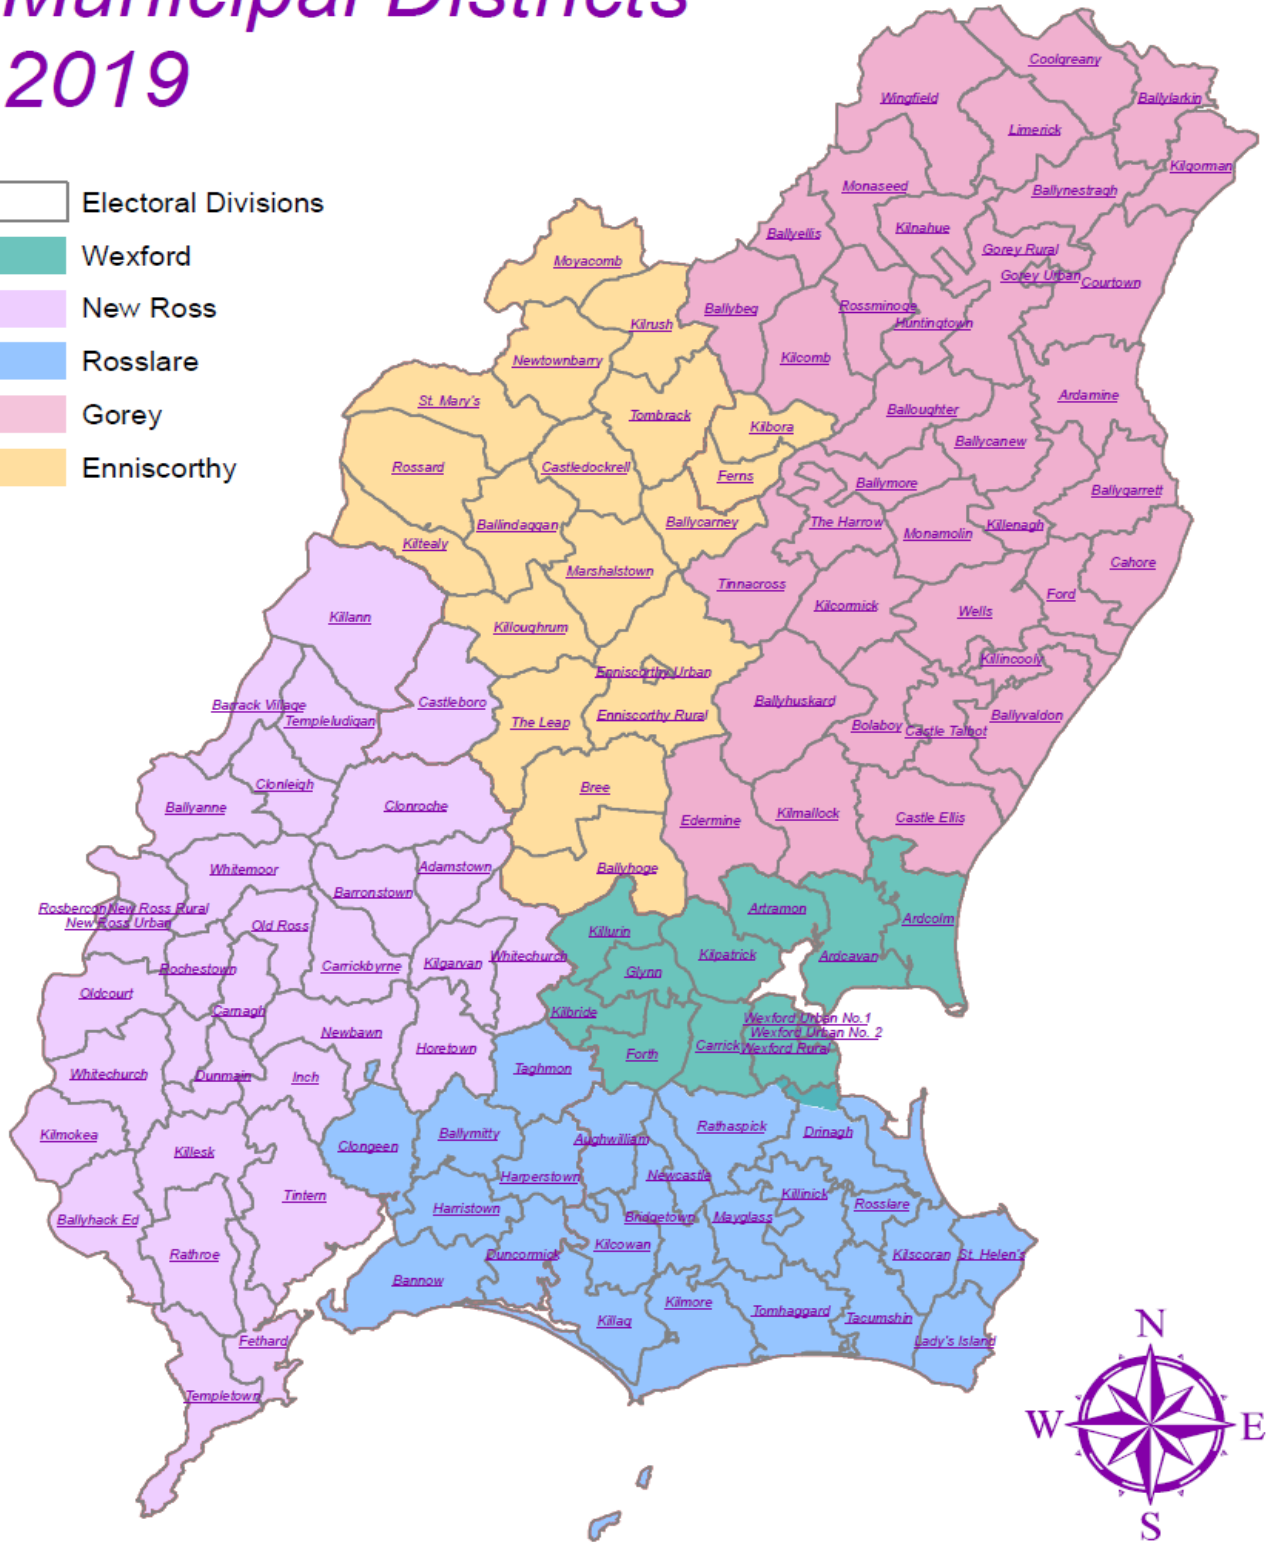 Municipal Districts
2019
Electoral Divisions
Wexford
New Ross
Rosslare
Gorey
Enniscorthy
Coolgreany
Wingfield
Ballylarkin
Limerick
Kilgorman
Monaseed
Ballynestragh
Kilnahue
Ballyellis
Gorey Rural
Moyacomb
Gorey Urban
Courtown
Ballybeg
Rossminoge
Kilrush
Huntingtown
Kilcomb
Newtownbarry
Ardamine
St. Mary's
Balloughter
Tombrack
Kilbora
Ballycanew
Rossard
Castledockrell
Ferns
Ballymore
Ballygarrett
Ballindaggan
Ballycarney
The Harrow
Killenagh
Monamolin
Kiltealy
Cahore
Marshalstown
Tinnacross
Ford
Kilcormick
Wells
Killann
Killoughrum
Killincooly
Enniscorthy Urban
Castleboro
Ballyhuskard
Barrack Village
Templeludigan
The Leap
Enniscorthy Rural
Ballyvaldon
Bolaboy
Castle Talbot
Clonleigh
Bree
Ballyanne
Clonroche
Kilmallock
Edermine
Castle Ellis
Whitemoor
Adamstown
Ballyhoge
Barronstown
Rosbercon
New Ross Rural
Artramon
New Ross Urban
Old Ross
Ardcolm
Killurin
Whitechurch
Kilpatrick
Ardcavan
Rochestown
Carrickbyrne
Kilgarvan
Glynn
Oldcourt
Carnagh
Kilbride
Wexford Urban No.1
Newbawn
Wexford Urban No. 2
Horetown
Forth
Carrick
Wexford Rural
Taghmon
Whitechurch
Dunmain
Inch
Kilmokea
Ballymitty
Rathaspick
Drinagh
Killesk
Clongeen
Aughwilliam
Harperstown
Newcastle
Tintern
Killinick
Rosslare
Harristown
Ballyhack Ed
Bridgetown
Mayglass
Rathroe
Duncormick
Kilcowan
Kilscoran
St. Helen's
Bannow
Kilmore
Tomhaggard
Killag
Tacumshin
Fethard
Lady's Island
Templetown
N
W
E
S